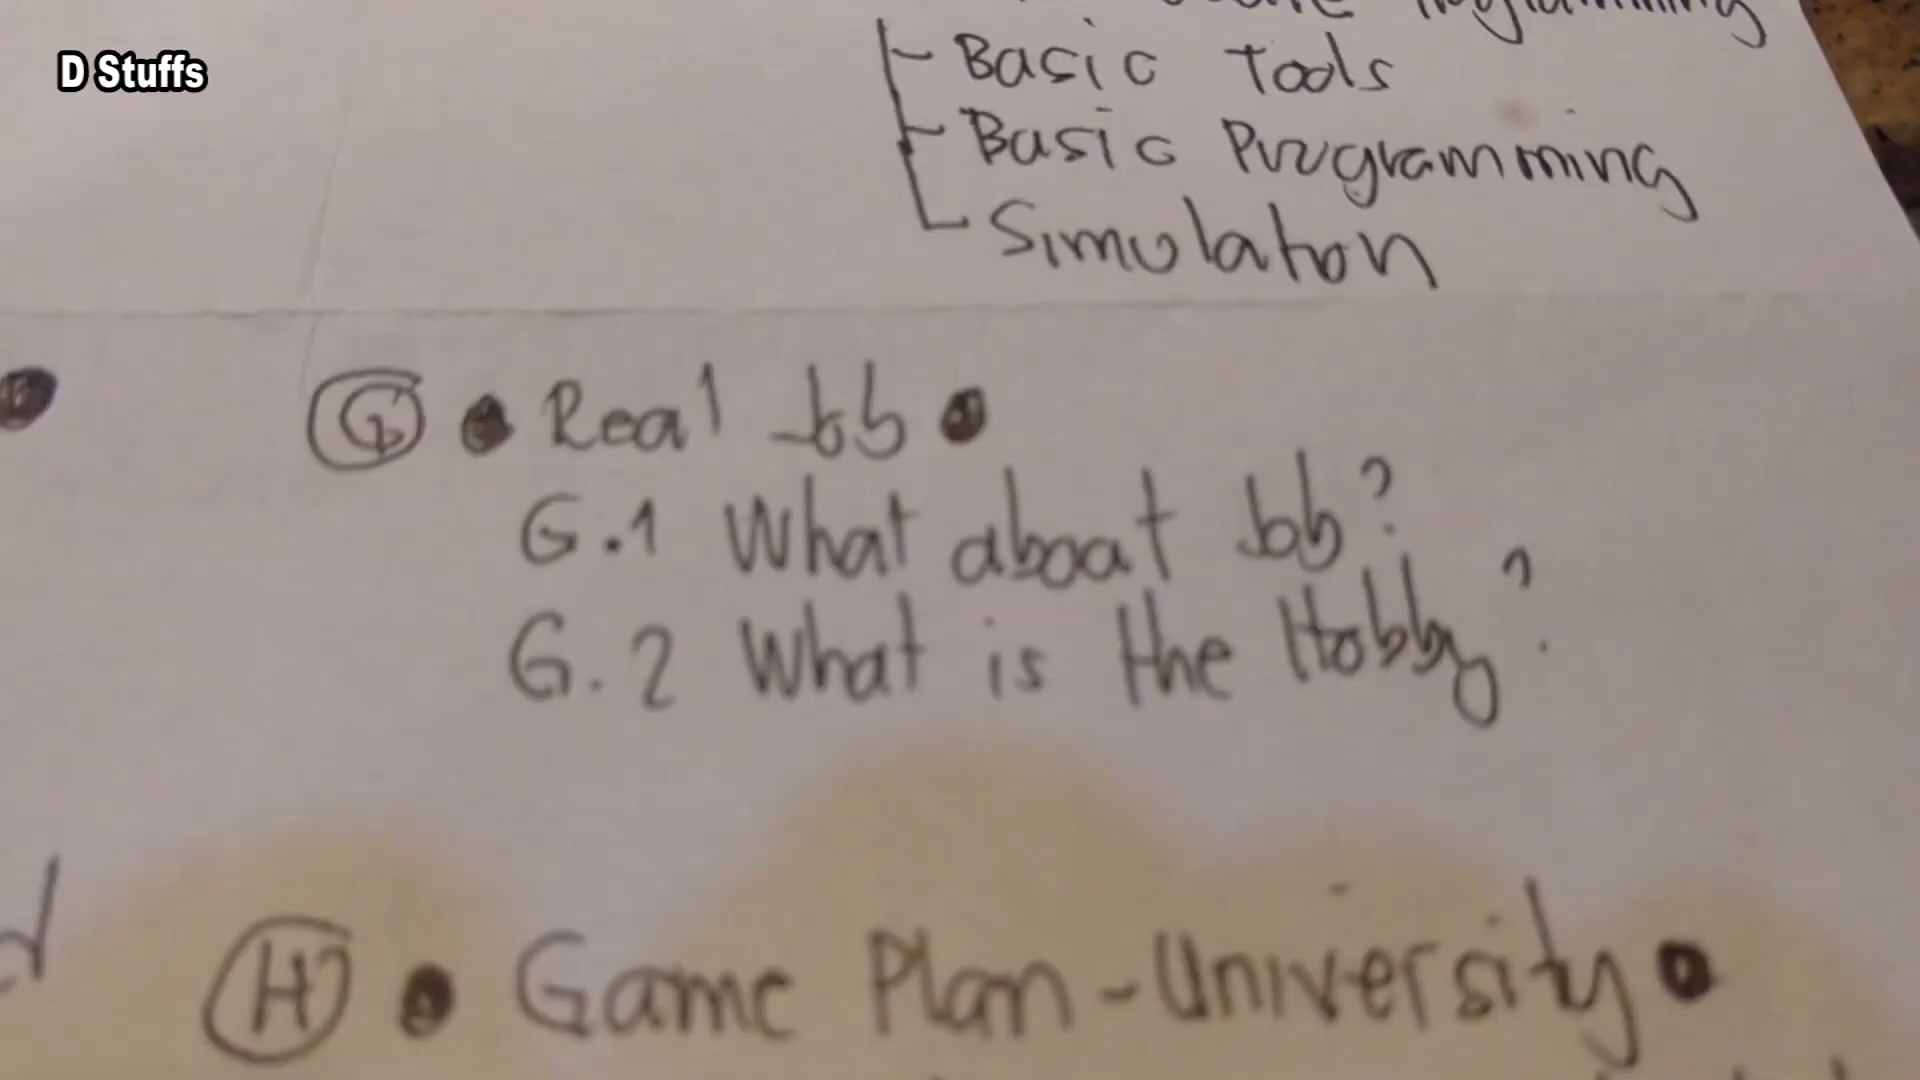 D Stuffs
Programming
Basic Tools
Basic Programming
Simulation
G • Real Job •
G.1 What about Job?
G.2 What is the Hobby?
H • Game Plan - University •